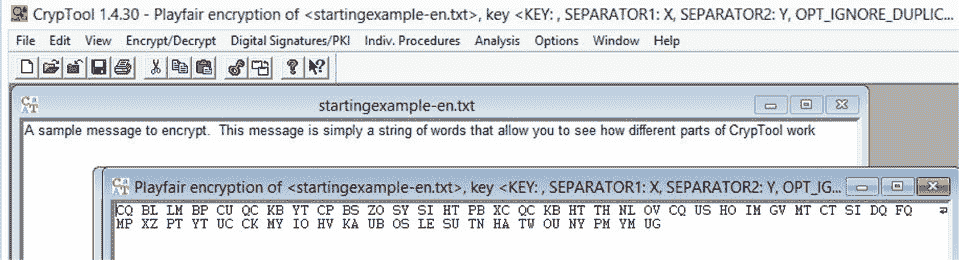 CrypTool 1.4.30 - Playfair encryption of <startingexample-en.txt>, key <KEY: , SEPARATOR1: X, SEPARATOR2: Y, OPT_IGNORE_DUPLIC...
File Edit View Encrypt/Decrypt Digital Signatures/PKI Indiv. Procedures Analysis Options Window Help
startingexample-en.txt
A sample message to encrypt. This message is simply a string of words that allow you to see how different parts of CrypTool work
Playfair encryption of <startingexample-en.txt>, key <KEY: , SEPARATOR1: X, SEPARATOR2: Y, OPT_IG...
CQ BL LM BP CU QC KB YT CP BS ZO SY SI HT PB XC QC KB HT TH NL OV CQ US HO IM GV MT CT SI DQ FQ
MP XZ PT YT UC CK MY IO HV KA UB OS LE SU TN HA TW OU NY PM YM UG